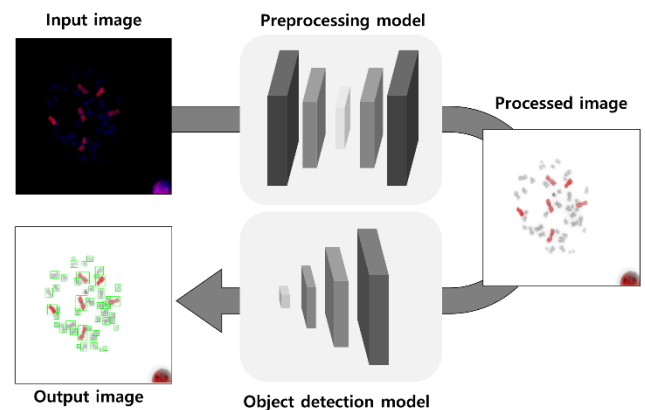 Input image
Preprocessing model
Processed image
Output image
Object detection model